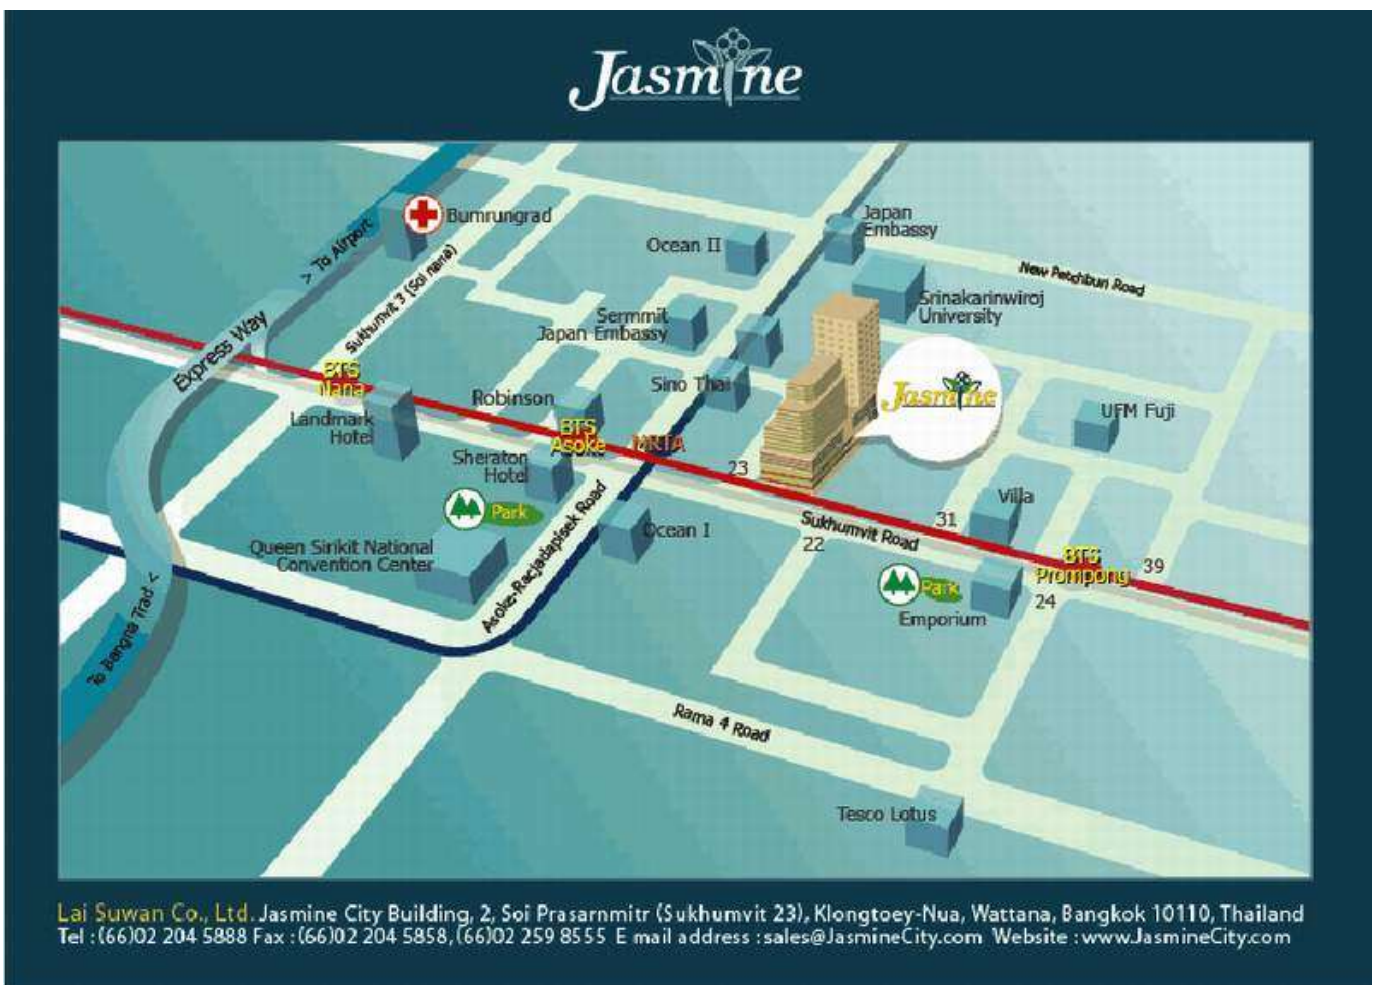 Jasmine
Bumrungrad
Japan
Embassy
> To Airport
Ocean II
Sukhumvit 3 (Soi nana)
New Petchburi Road
Srinakarinwiroj
University
Sermmit
Japan Embassy
Express Way
BTS
Nana
Sino Thai
Jasmine
Robinson
UFM Fuji
Landmark
Hotel
BTS
Asoke
MRTA
Sheraton
Hotel
23
Park
Villa
Asoke-Racjadapisek Road
Ocean I
Sukhumvit Road
31
22
Queen Sirikit National
Convention Center
BTS
Prompong
39
Park
24
Emporium
To Bangna Trad <
Rama 4 Road
Tesco Lotus
Lai Suwan Co., Ltd. Jasmine City Building, 2, Soi Prasarnmitr (Sukhumvit 23), Klongtoey-Nua, Wattana, Bangkok 10110, Thailand
Tel : (66)02 204 5888 Fax : (66)02 204 5858, (66)02 259 8555 E mail address : sales@JasmineCity.com Website : www.JasmineCity.com